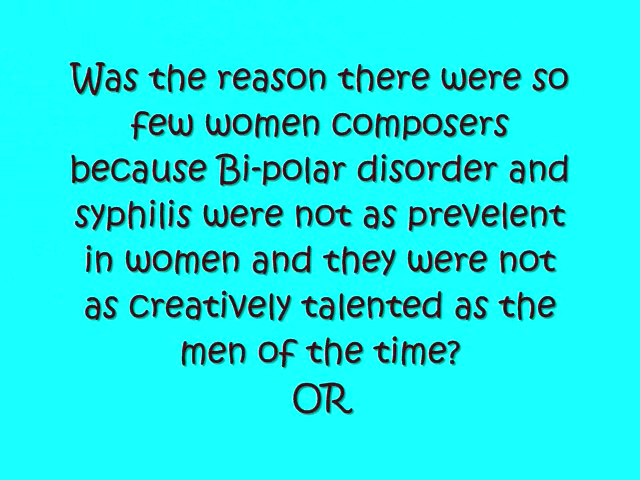 Was the reason there were so
few women composers
because Bi-polar disorder and
syphilis were not as prevelent
in women and they were not
as creatively talented as the
men of the time?
OR